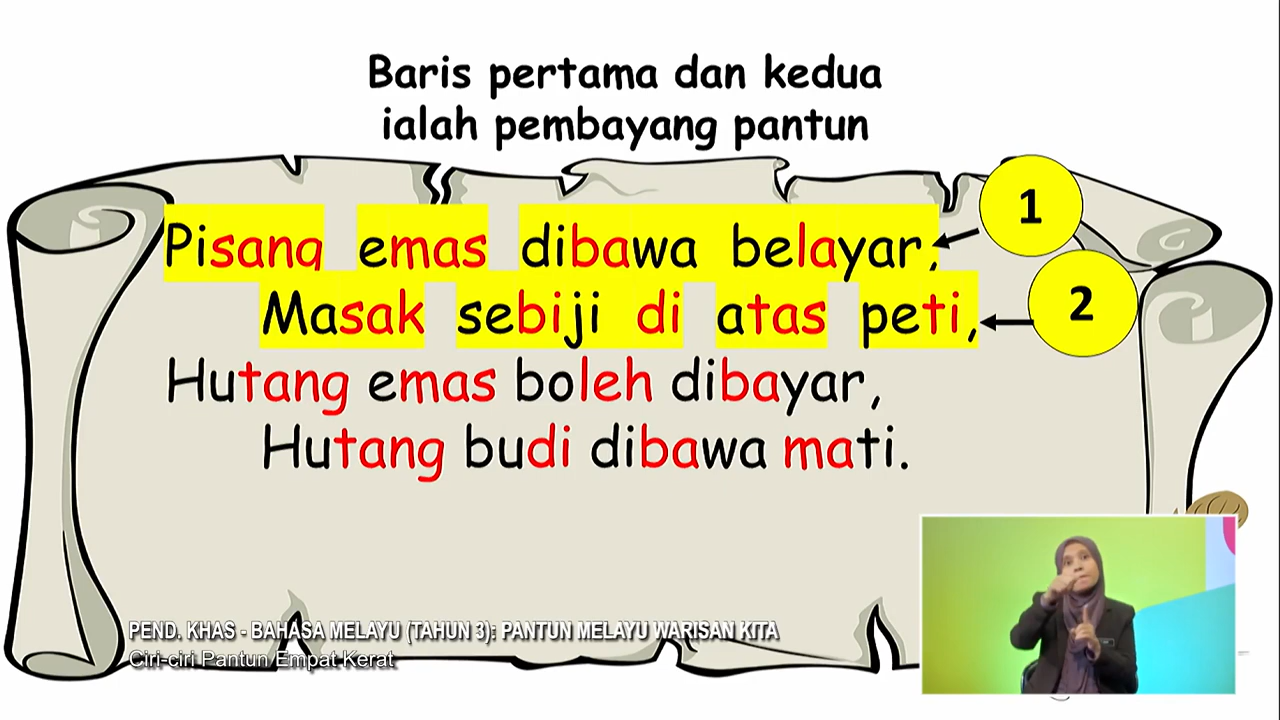 Baris pertama dan kedua
ialah pembayang pantun
Pisang emas dibawa belayar,
1
Masak sebiji di atas peti,
2
Hutang emas boleh dibayar,
Hutang budi dibawa mati.
PEND. KHAS - BAHASA MELAYU (TAHUN 3): PANTUN MELAYU WARISAN KITA
Ciri-ciri Pantun Empat Kerat